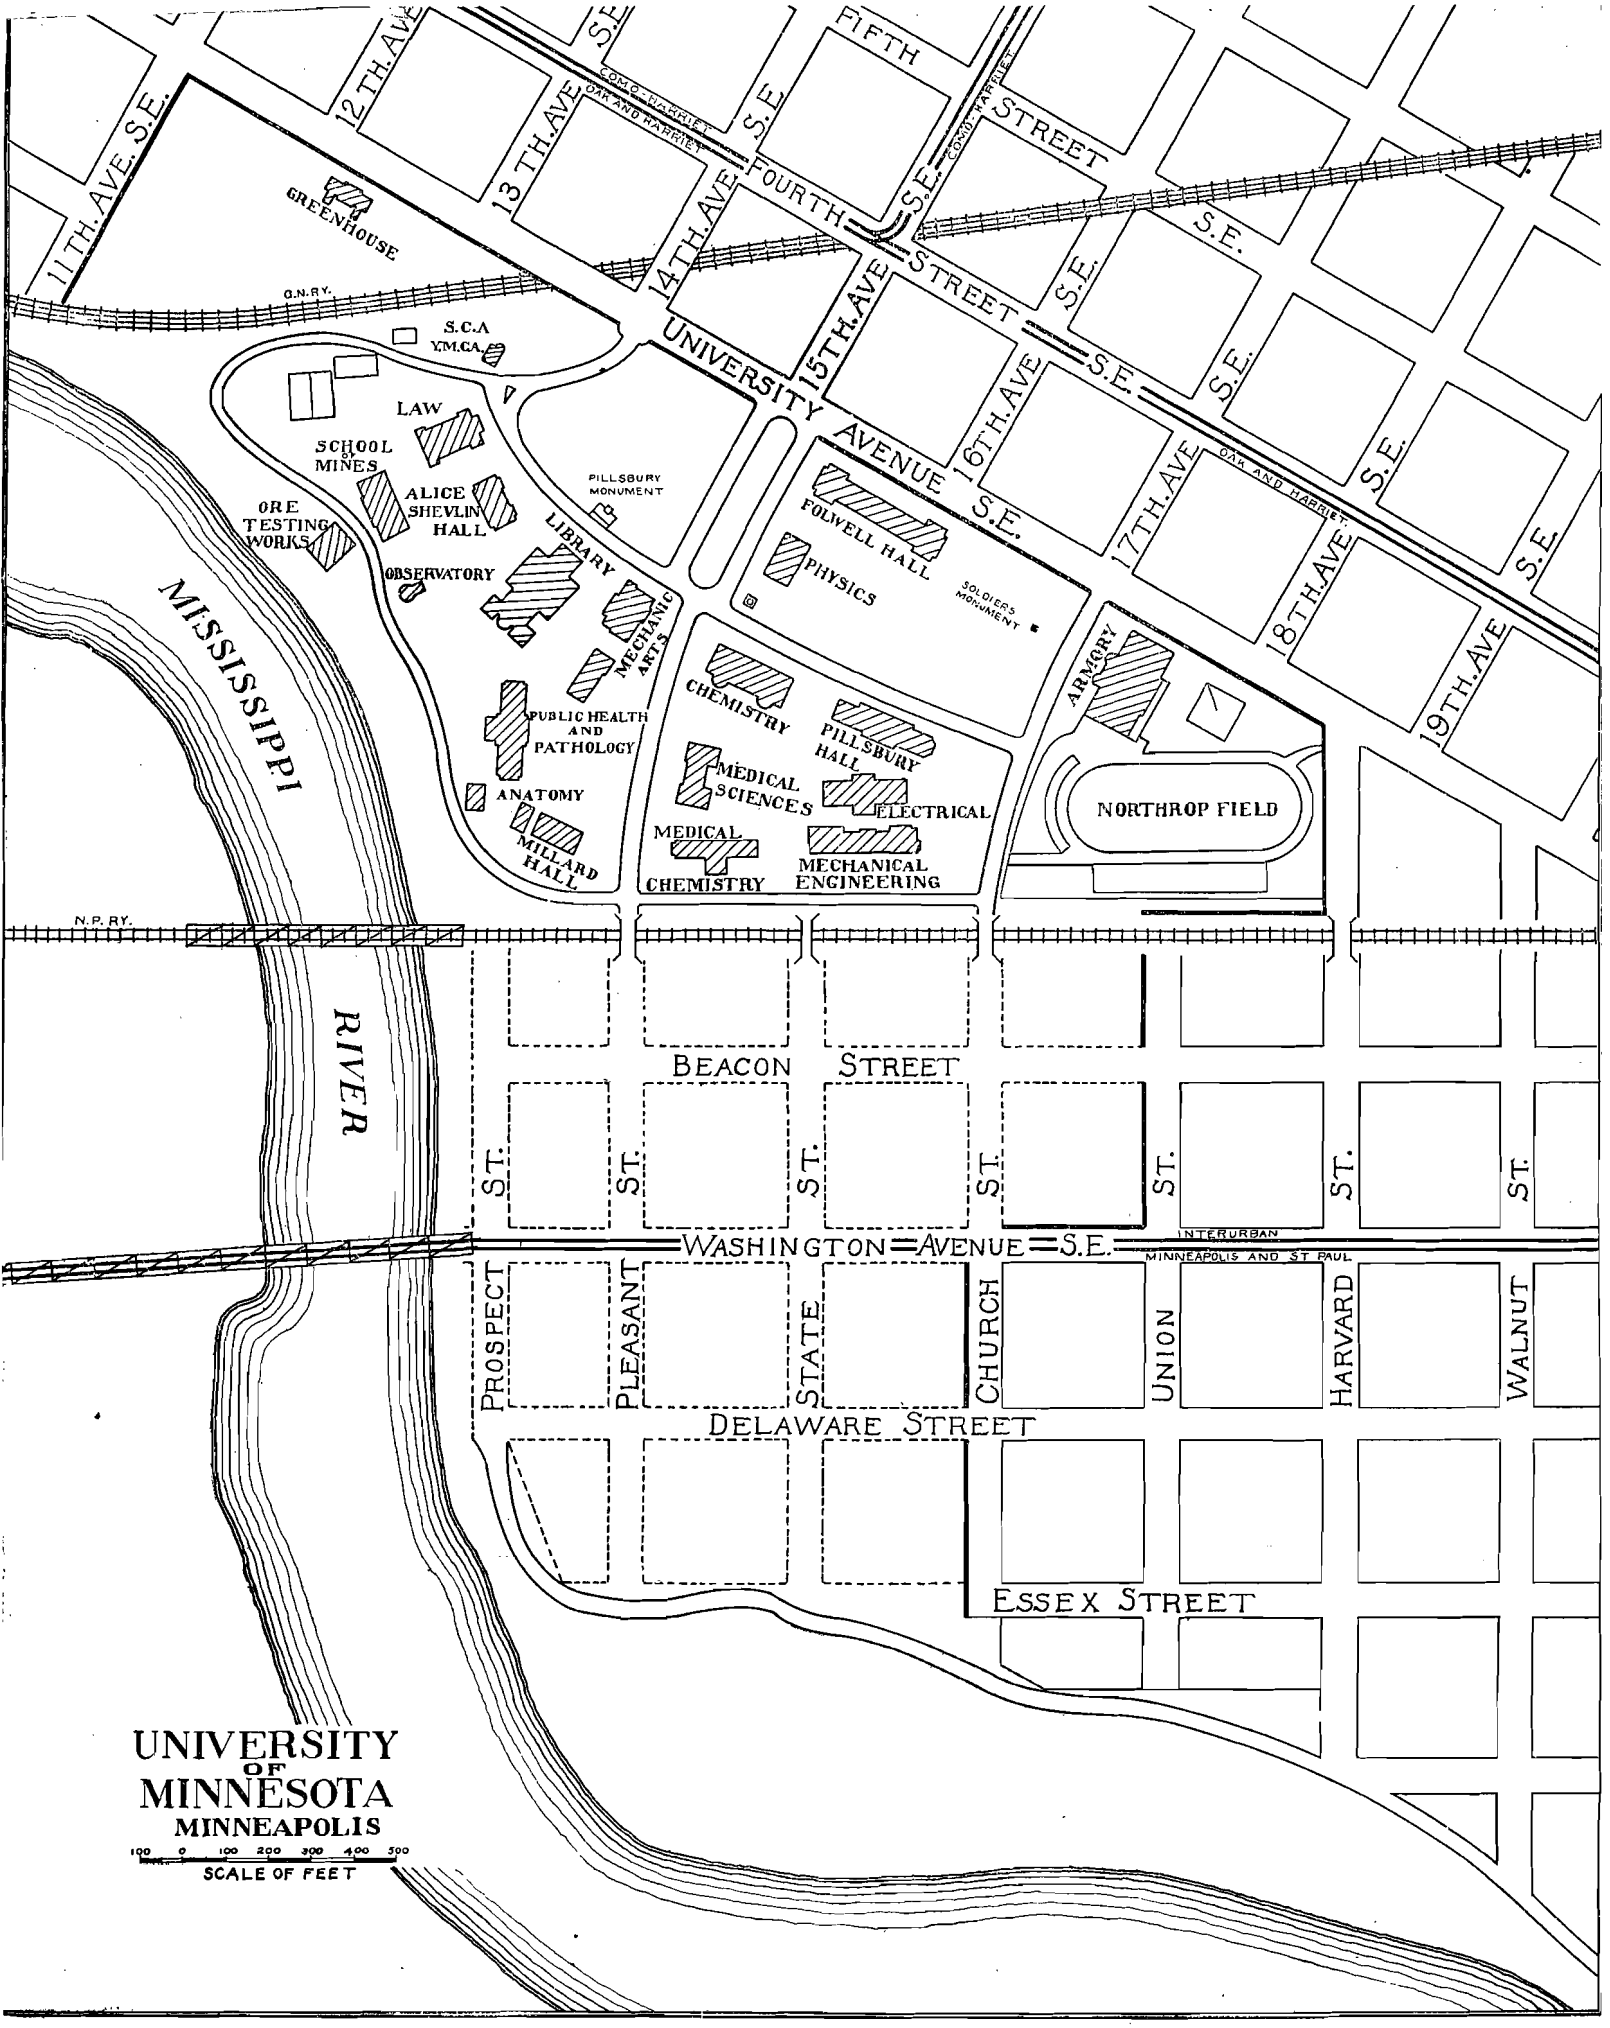 FIFTH
STREET
S.E.
12 TH. AVE
S.E.
COMO-HARRIET
OAK AND HARRIET
COMO-HARRIET
13 TH. AVE
S.E
11 TH. AVE. S.E.
FOURTH
STREET
S.E.
14 TH. AVE
S.E.
15TH. AVE
S.E.
GREENHOUSE
G.N.RY.
S.C.A
Y.M.C.A.
UNIVERSITY
AVENUE
S.E.
16TH. AVE
S.E.
17TH. AVE
S.E.
OAK AND HARRIET.
18TH. AVE
S.E.
19TH. AVE
S.E
LAW
SCHOOL
OF
MINES
ALICE
SHEVLIN
HALL
ORE
TESTING
WORKS
OBSERVATORY
LIBRARY
PILLSBURY
MONUMENT
FOLWELL HALL
PHYSICS
SOLDIERS
MONUMENT
MECHANIC
ARTS
ARMORY
CHEMISTRY
PILLSBURY
HALL
PUBLIC HEALTH
AND
PATHOLOGY
MEDICAL
SCIENCES
ELECTRICAL
NORTHROP FIELD
ANATOMY
MILLARD
HALL
MEDICAL
CHEMISTRY
MECHANICAL
ENGINEERING
MISSISSIPPI
RIVER
N.P. RY.
BEACON STREET
PROSPECT ST.
PLEASANT ST.
STATE ST.
CHURCH ST.
UNION ST.
HARVARD ST.
WALNUT ST.
WASHINGTON AVENUE S.E.
INTERURBAN
MINNEAPOLIS AND ST PAUL
DELAWARE STREET
ESSEX STREET
UNIVERSITY
OF
MINNESOTA
MINNEAPOLIS
100 0 100 200 300 400 500
SCALE OF FEET